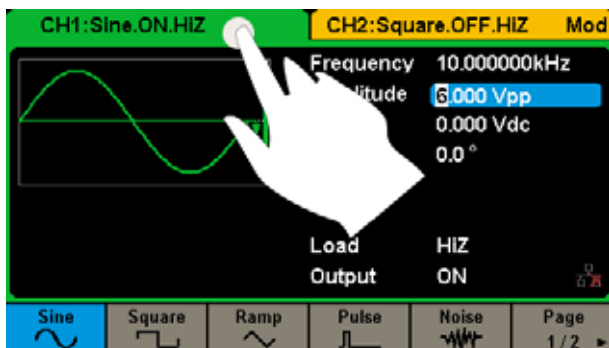 CH1:Sine.ON.HiZ
CH2:Square.OFF.HiZ Mod
Frequency 10.000000kHz
6.000 Vpp
0.000 Vdc
0.0 °
Load HiZ
Output ON
Sine
Square
Ramp
Pulse
Noise
Page
1/2